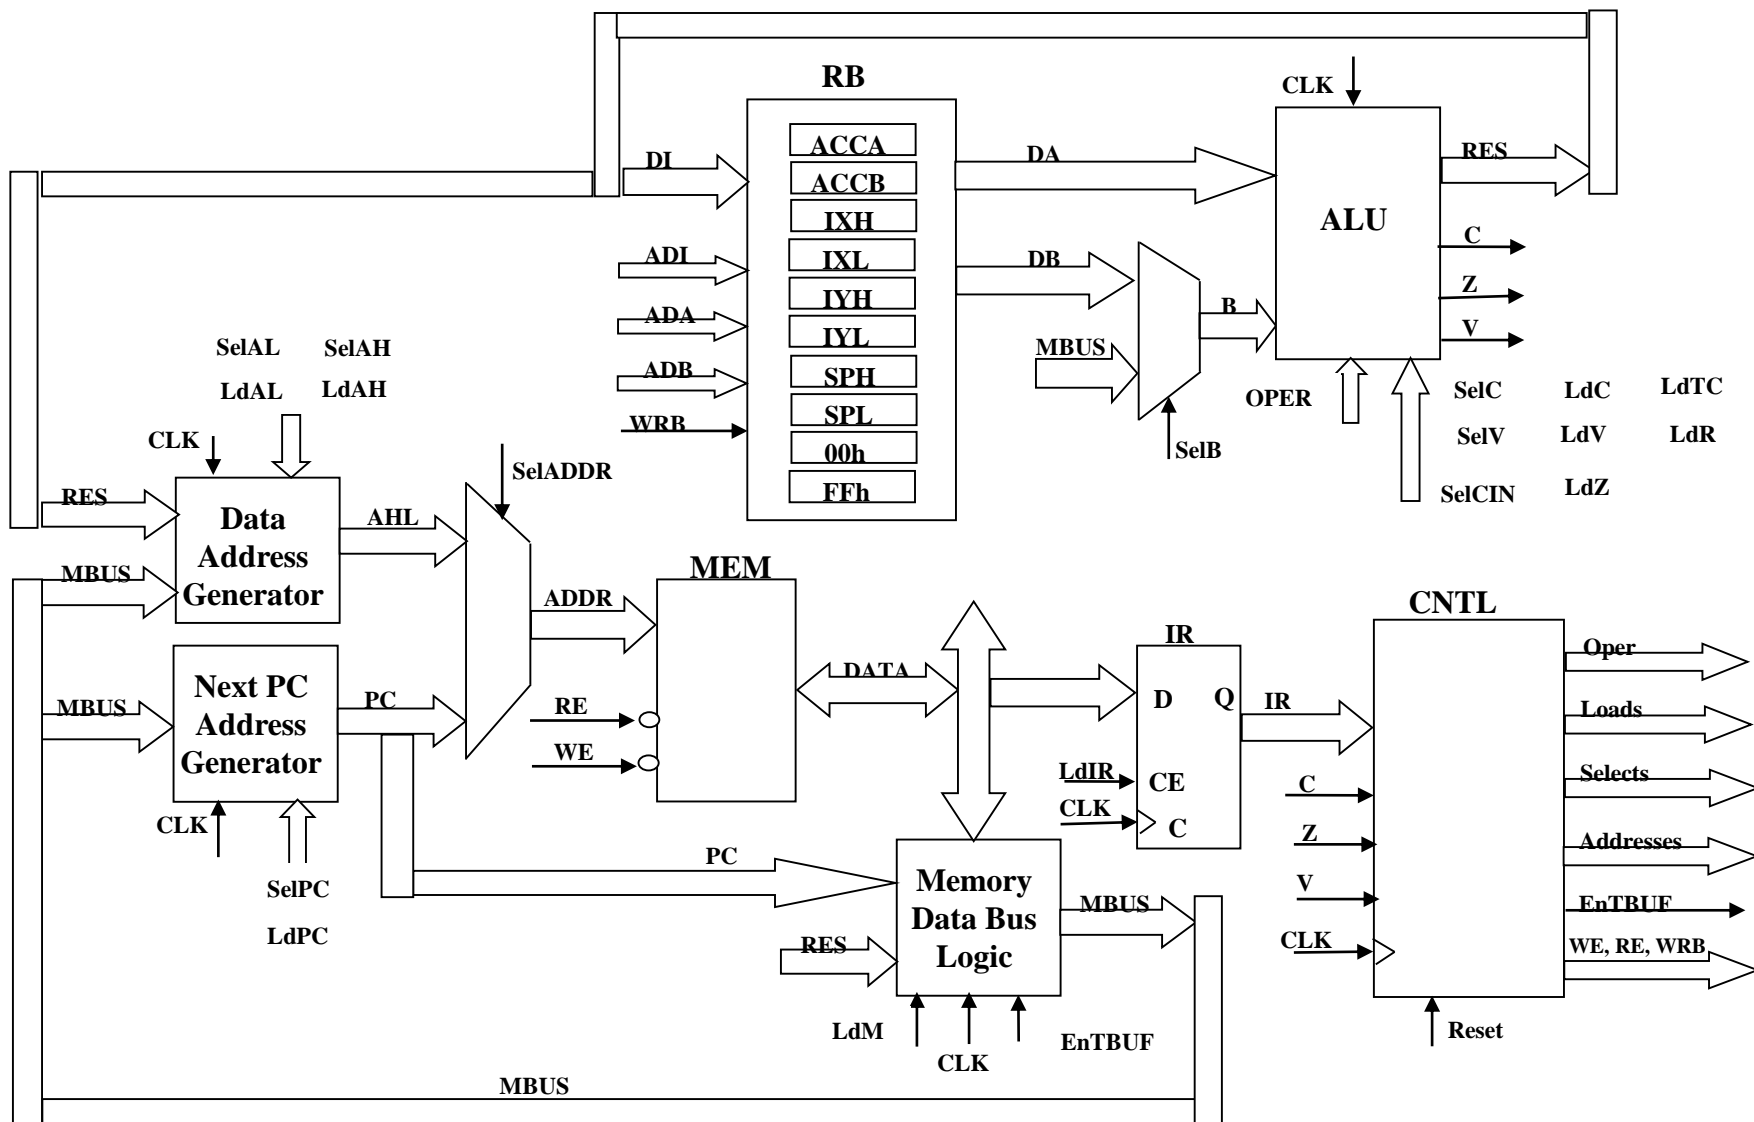 RB
CLK
ACCA
DI
DA
RES
ACCB
IXH
ALU
C
ADI
IXL
DB
Z
IYH
B
ADA
IYL
V
SelAL
SelAH
MBUS
ADB
SPH
LdAL
LdAH
OPER
SelC
LdC
LdTC
SPL
WRB
CLK
00h
SelB
SelV
LdV
LdR
SelADDR
FFh
SelCIN
LdZ
RES
Data
Address
Generator
AHL
MBUS
MEM
ADDR
CNTL
IR
Oper
Next PC
Address
Generator
MBUS
PC
DATA
RE
D
Q
IR
Loads
WE
LdIR
CE
Selects
C
CLK
CLK
C
Z
Addresses
PC
SelPC
Memory
Data Bus
Logic
MBUS
V
EnTBUF
LdPC
RES
CLK
WE, RE, WRB
LdM
CLK
EnTBUF
Reset
MBUS